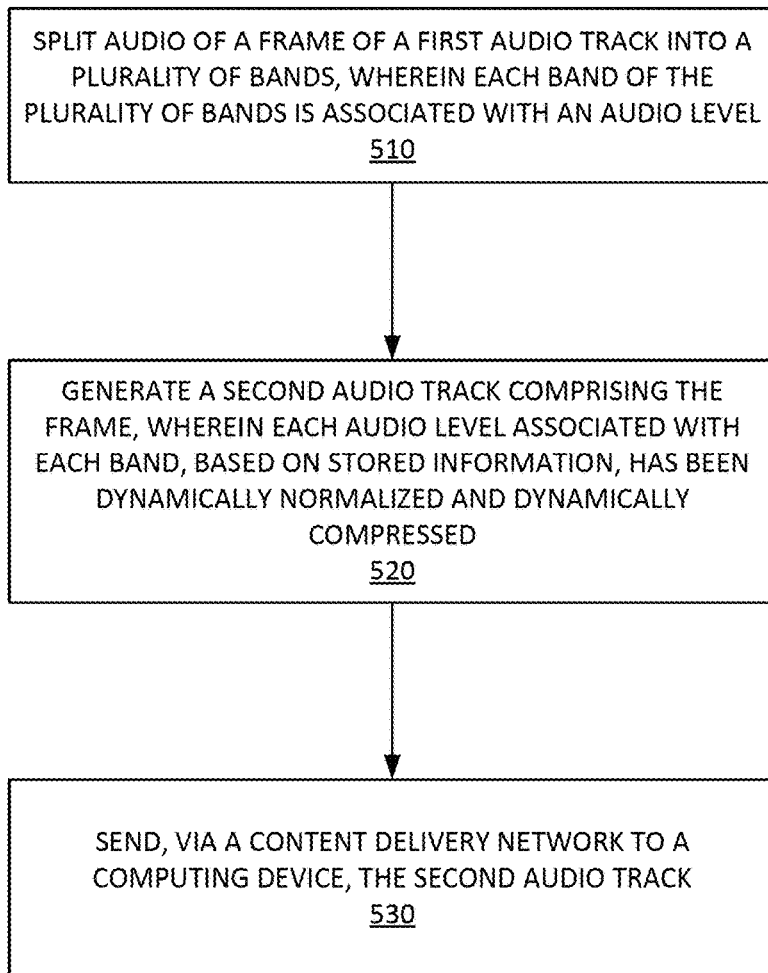 SPLIT AUDIO OF A FRAME OF A FIRST AUDIO TRACK INTO A
PLURALITY OF BANDS, WHEREIN EACH BAND OF THE
PLURALITY OF BANDS IS ASSOCIATED WITH AN AUDIO LEVEL
510
GENERATE A SECOND AUDIO TRACK COMPRISING THE
FRAME, WHEREIN EACH AUDIO LEVEL ASSOCIATED WITH
EACH BAND, BASED ON STORED INFORMATION, HAS BEEN
DYNAMICALLY NORMALIZED AND DYNAMICALLY
COMPRESSED
520
SEND, VIA A CONTENT DELIVERY NETWORK TO A
COMPUTING DEVICE, THE SECOND AUDIO TRACK
530